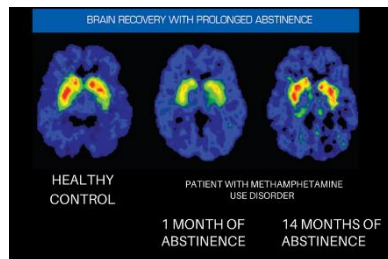 BRAIN RECOVERY WITH PROLONGED ABSTINENCE
HEALTHY
CONTROL
PATIENT WITH METHAMPHETAMINE
USE DISORDER
1 MONTH OF
ABSTINENCE
14 MONTHS OF
ABSTINENCE